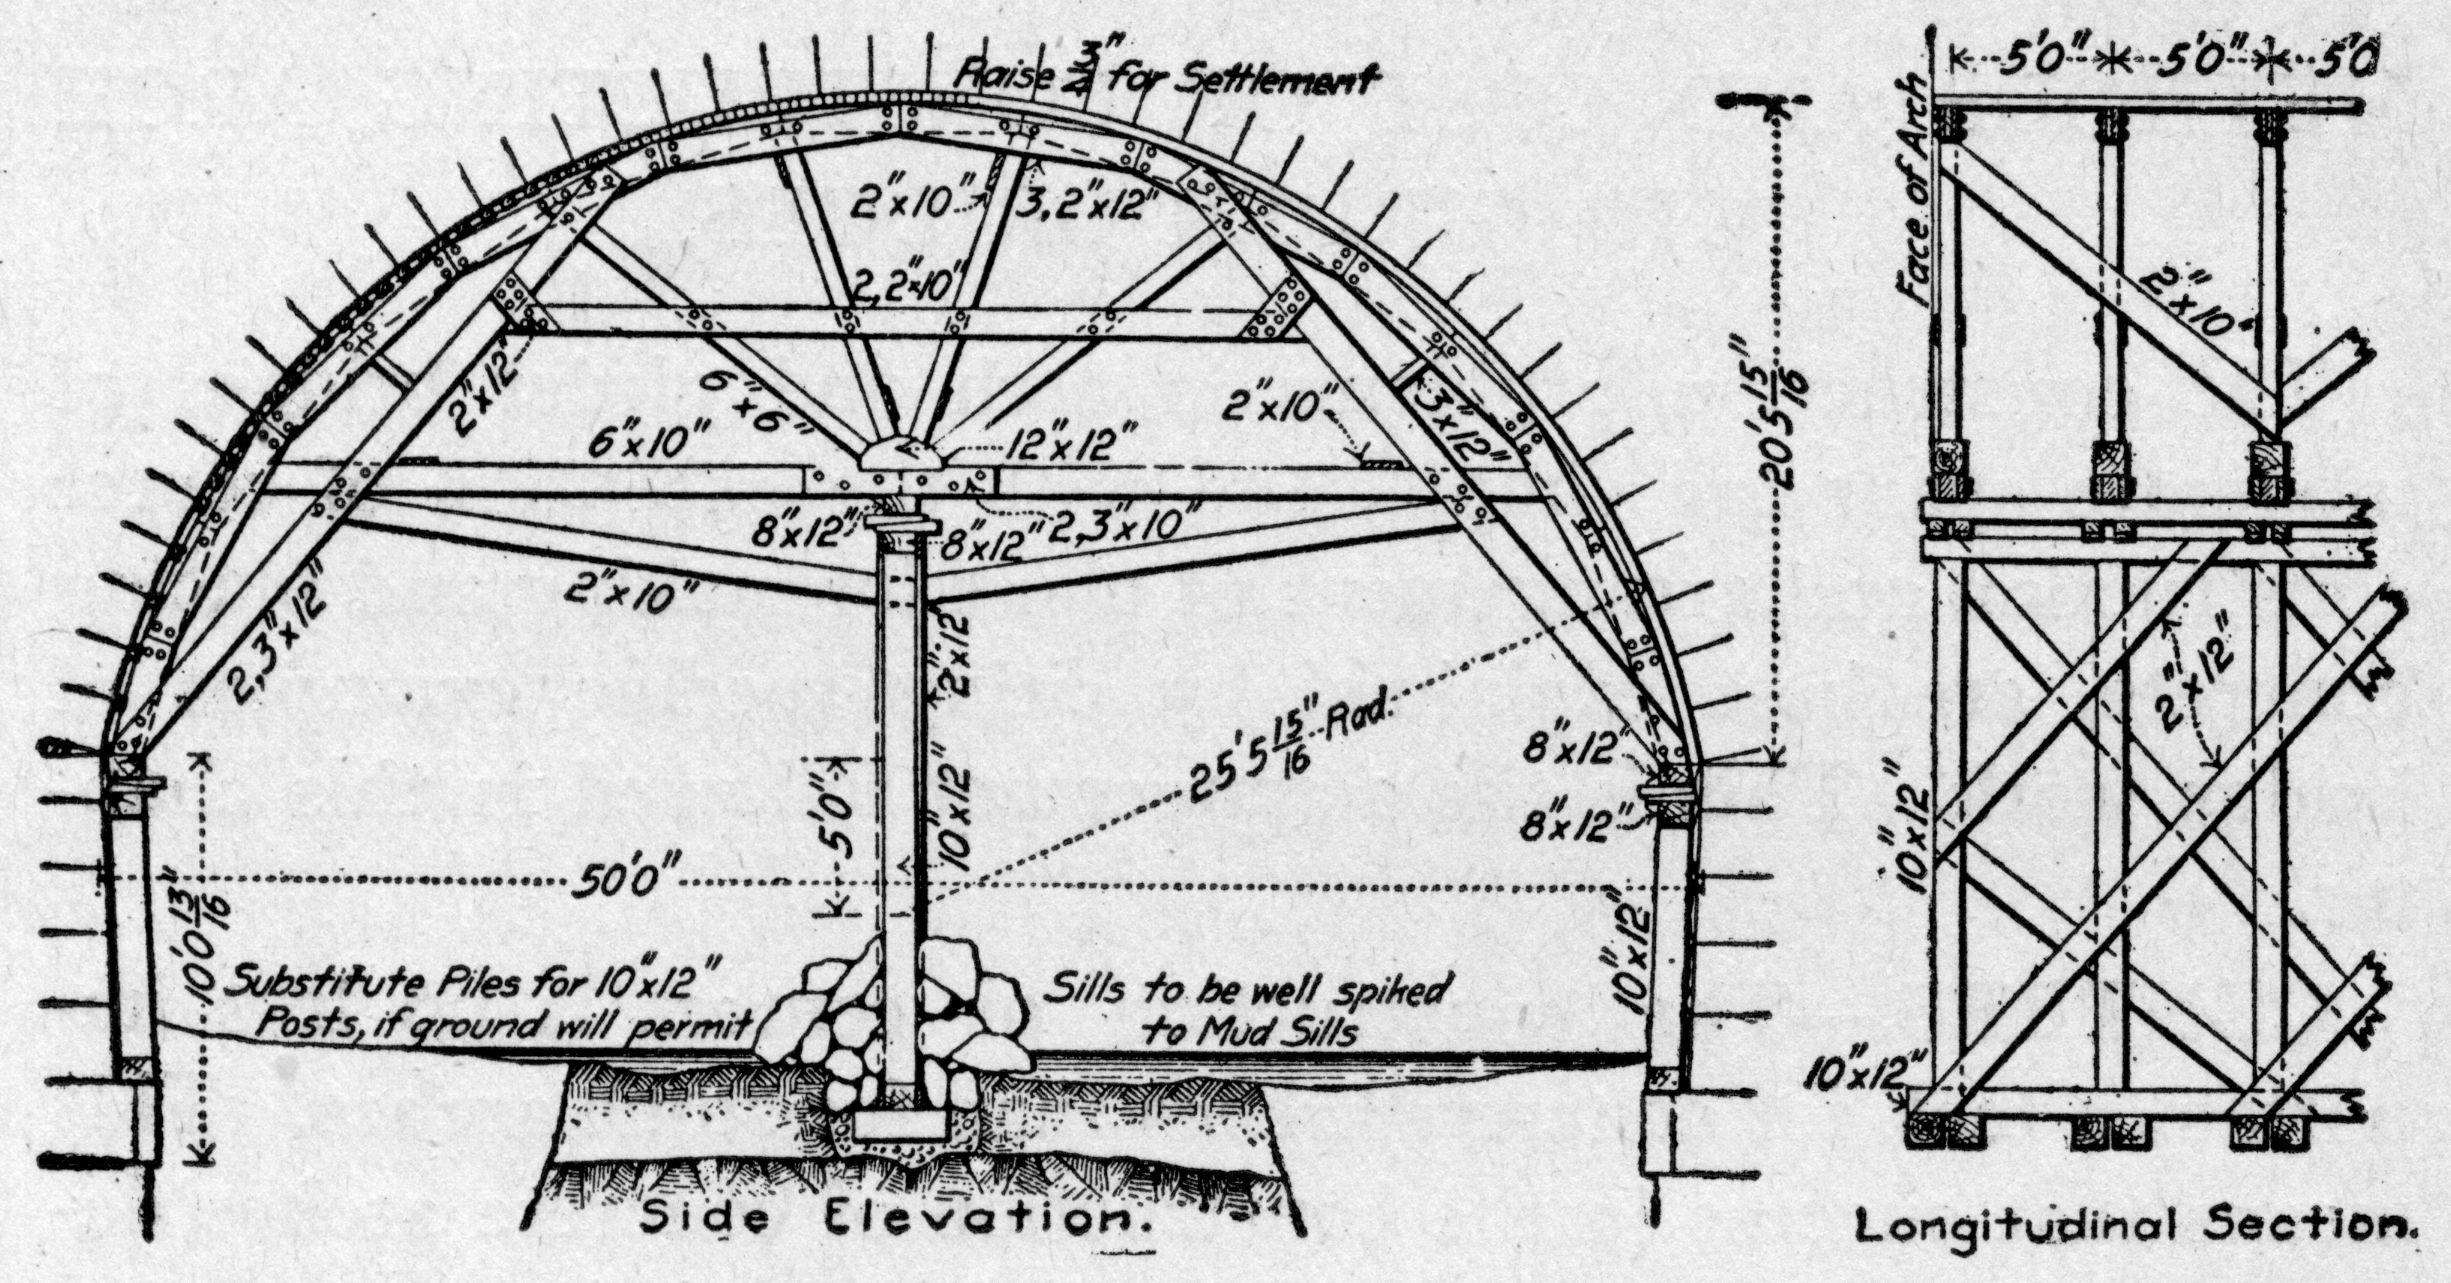 Raise 3/4" for Settlement
2"x10"
3,2"x12"
2,2"x10"
2"x12"
6"x6"
6"x10"
12"x12"
2"x10"
3"x12"
8"x12"
8"x12"
2,3"x10"
2"x10"
2,3"x12"
2"x12"
25'5 15/16" Rad.
8"x12"
8"x12"
5'0"
10"x12"
50'0"
10'0 13/16"
10"x12"
20'5 15/16"
Substitute Piles for 10"x12"
Posts, if ground will permit
Sills to be well spiked
to Mud Sills
Side Elevation.
5'0" 5'0" 5'0
Face of Arch
2"x10"
2"x12"
10"x12"
10"x12"
Longitudinal Section.